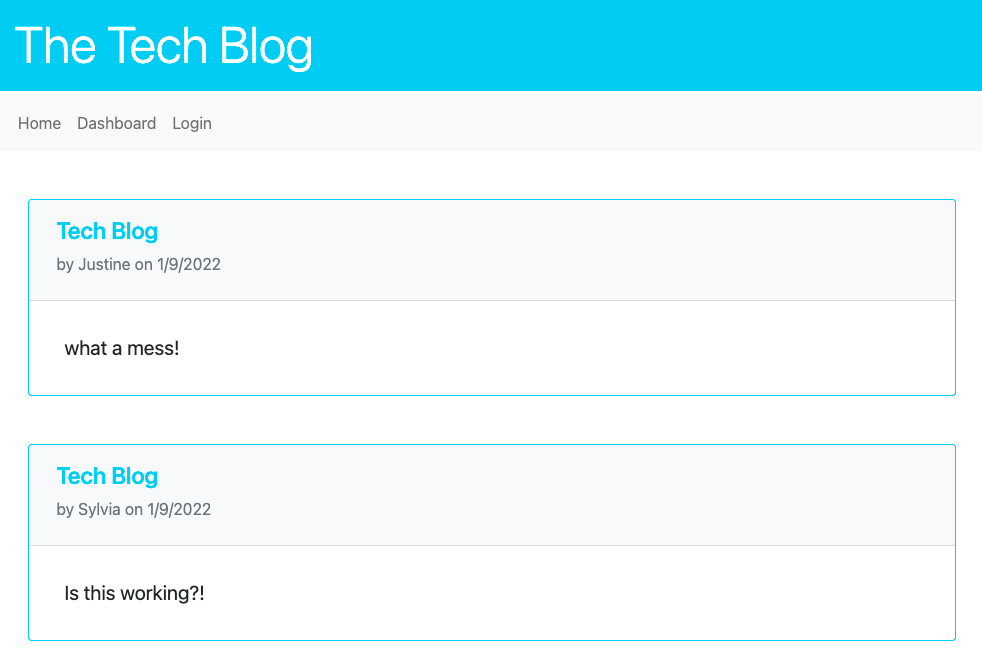 The Tech Blog
Home Dashboard Login
Tech Blog
by Justine on 1/9/2022
what a mess!
Tech Blog
by Sylvia on 1/9/2022
Is this working?!